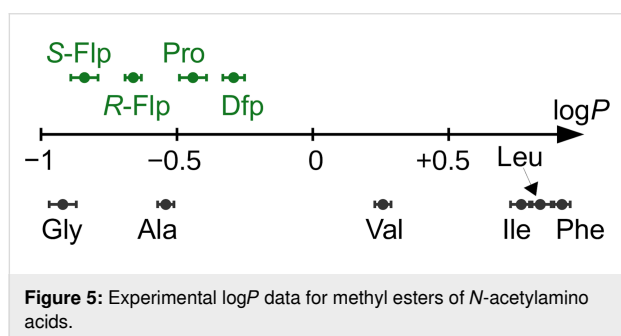 S-Flp Pro
R-Flp Dfp
logP
−1 −0.5 0 +0.5 Leu
Gly Ala Val Ile Phe
Figure 5: Experimental logP data for methyl esters of N-acetylamino
acids.